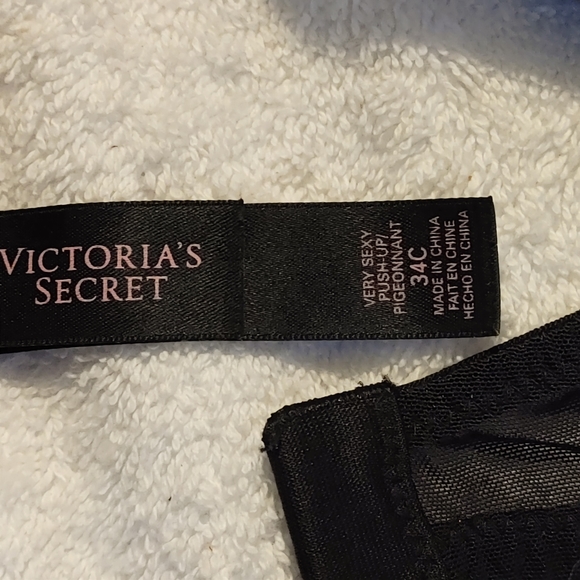 VICTORIA'S
SECRET
VERY SEXY
PUSH-UP/
PIGEONNANT
34C
MADE IN CHINA
FAIT EN CHINE
HECHO EN CHINA